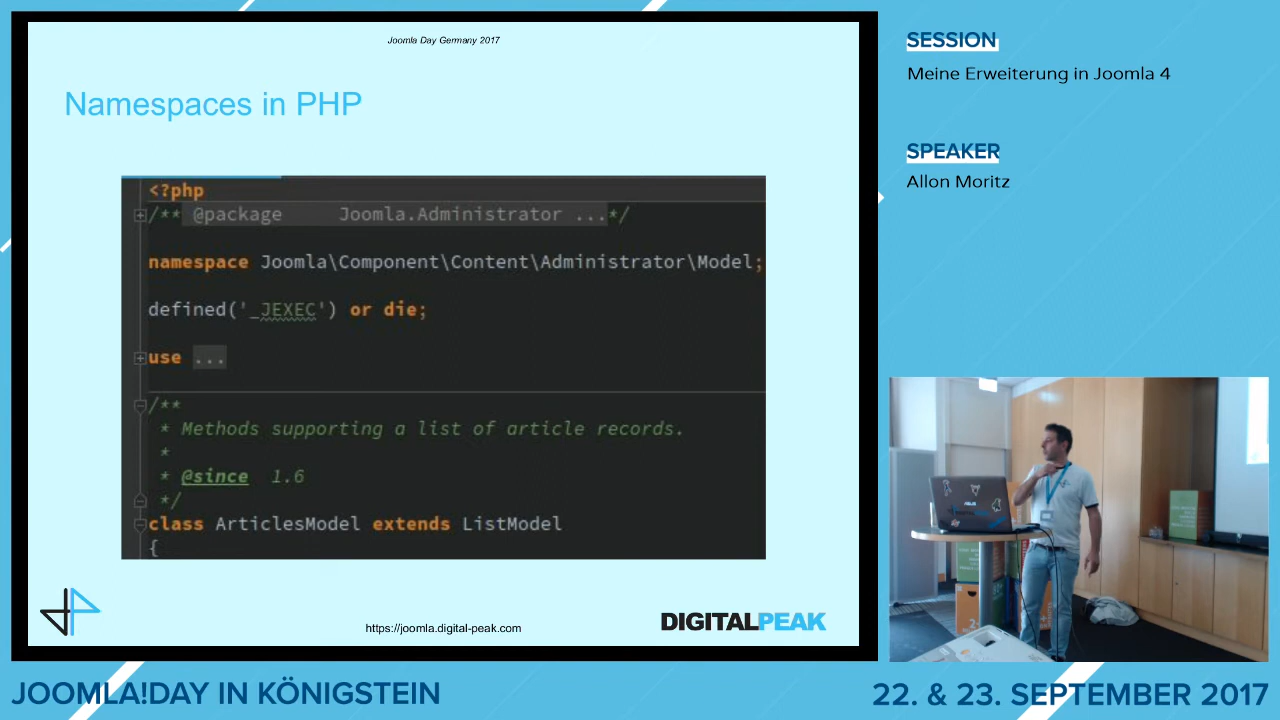 Joomla Day Germany 2017
Namespaces in PHP
<?php
/** @package Joomla.Administrator ...*/
namespace Joomla\Component\Content\Administrator\Model;
defined('_JEXEC') or die;
use ...
/**
* Methods supporting a list of article records.
*
* @since 1.6
*/
class ArticlesModel extends ListModel
{
https://joomla.digital-peak.com
DIGITALPEAK
SESSION
Meine Erweiterung in Joomla 4
SPEAKER
Allon Moritz
JOOMLA!DAY IN KÖNIGSTEIN
22. & 23. SEPTEMBER 2017